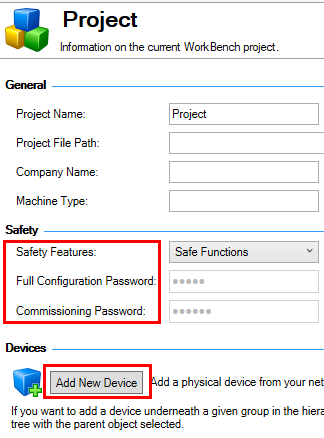 Project
Information on the current WorkBench project.
General
Project Name: Project
Project File Path:
Company Name:
Machine Type:
Safety
Safety Features: Safe Functions
Full Configuration Password: •••••
Commissioning Password: ••••••
Devices
Add New Device Add a physical device from your net
If you want to add a device underneath a given group in the hiera
tree with the parent object selected.